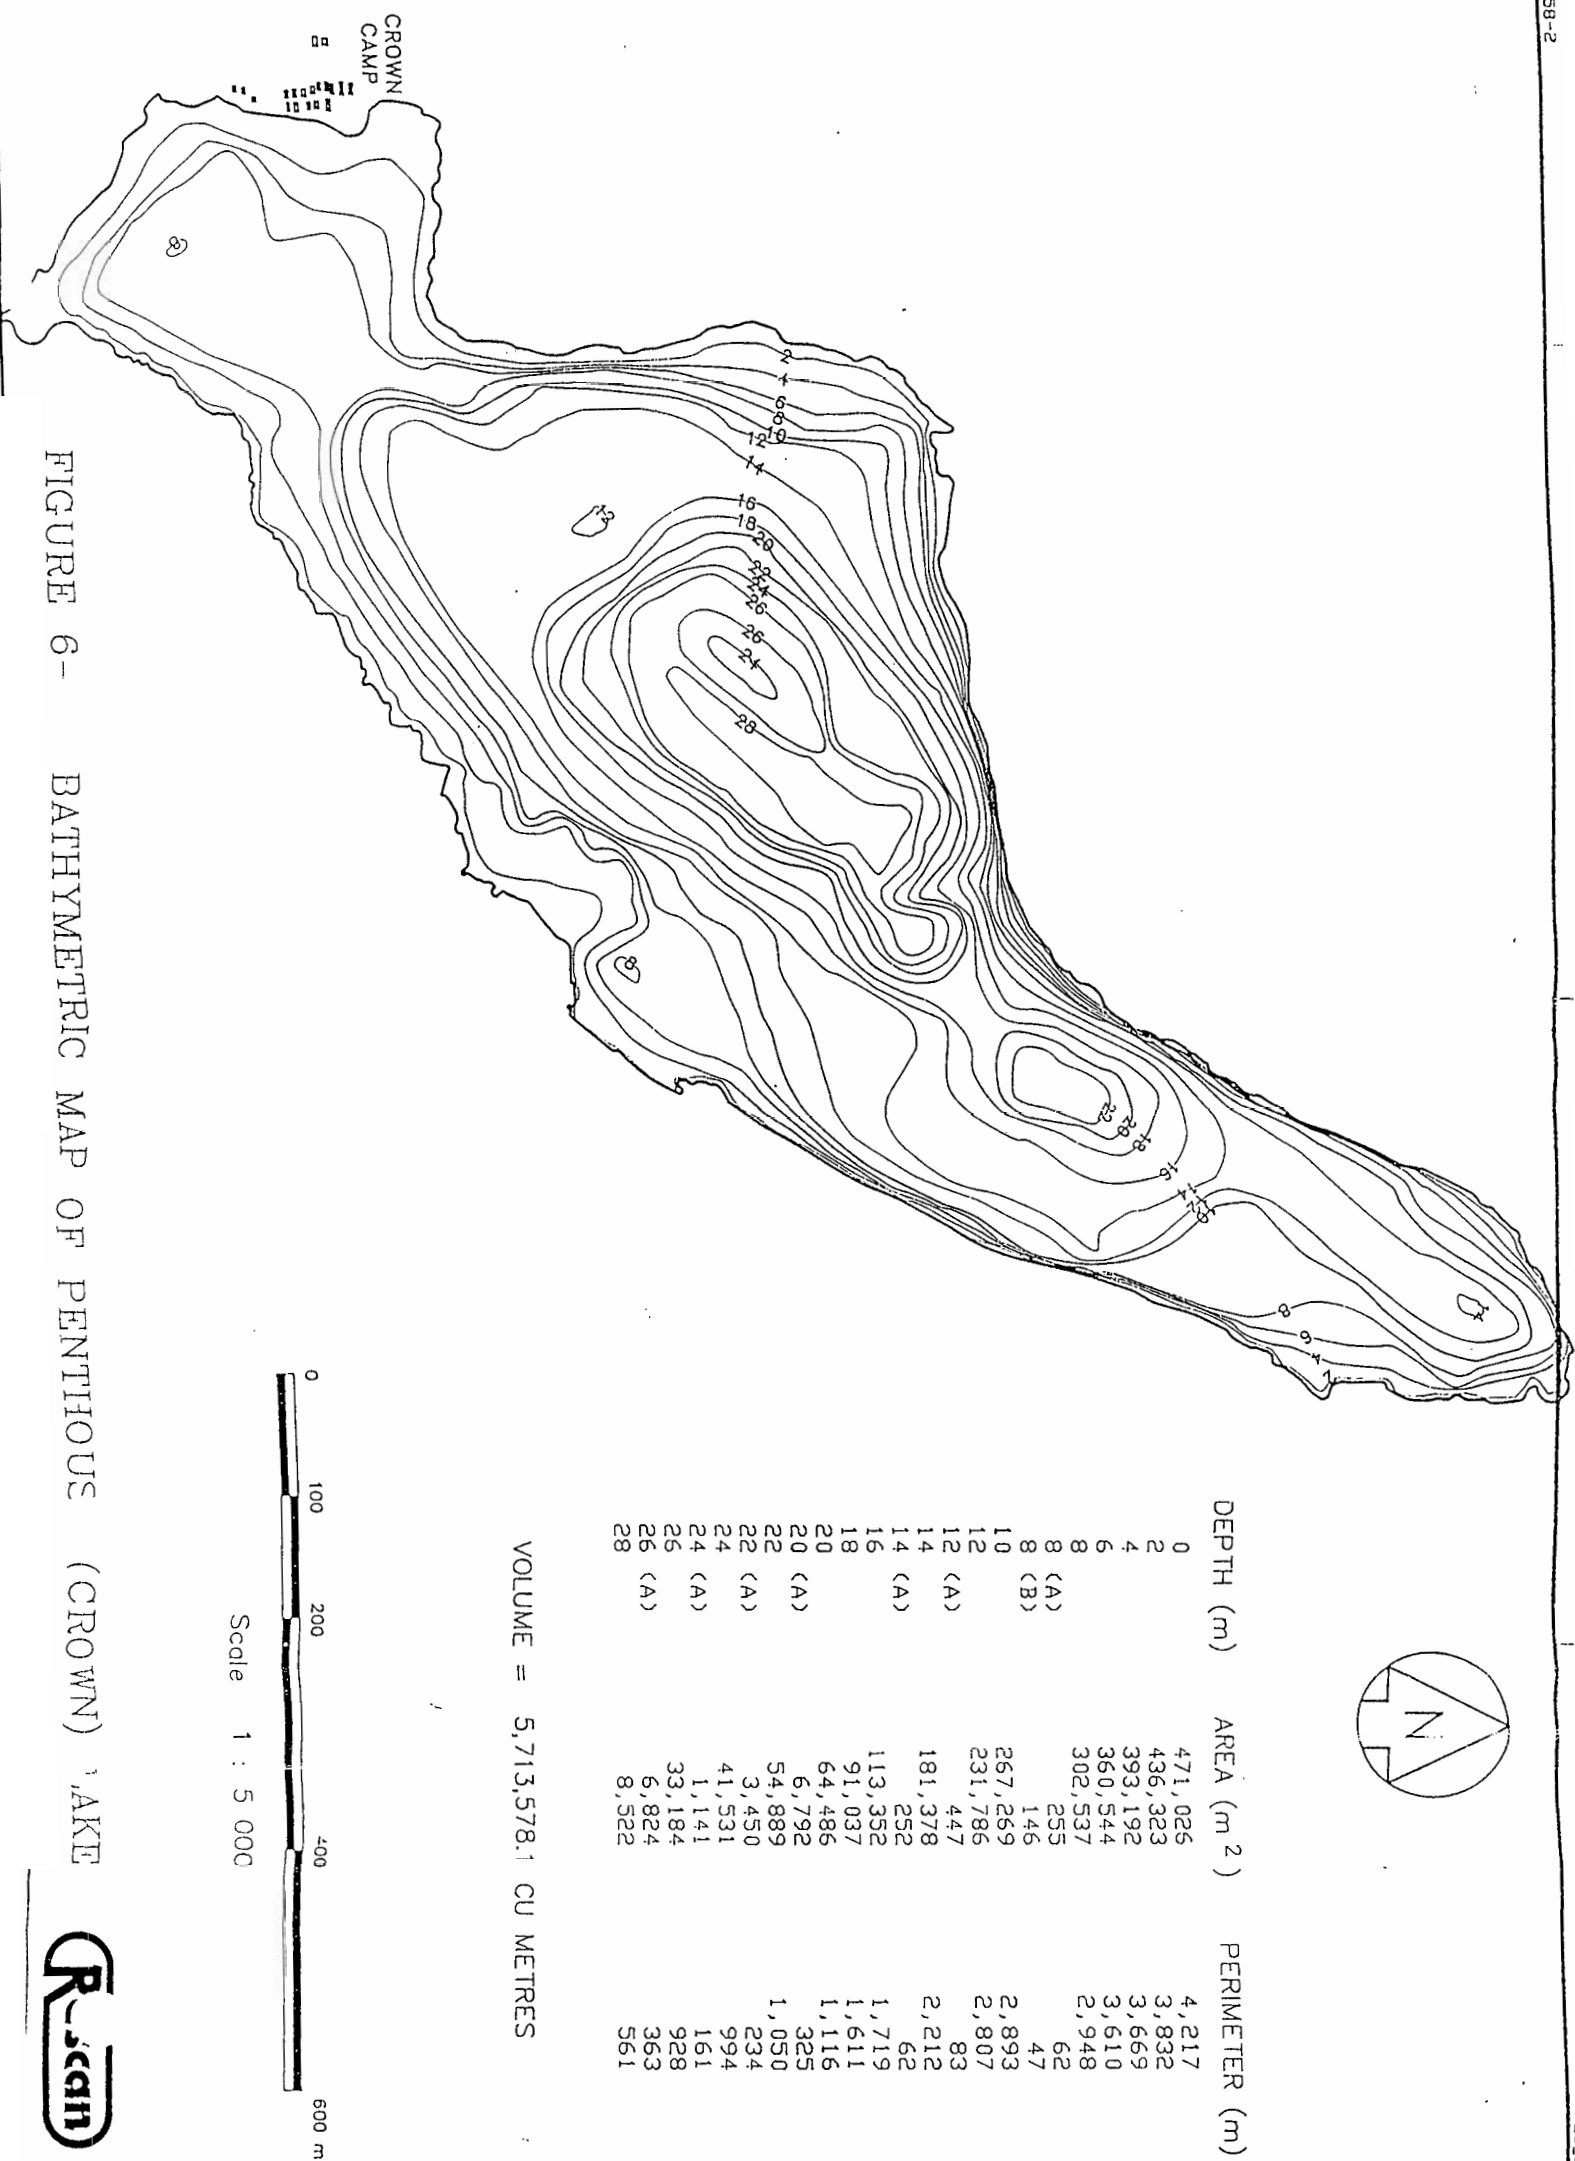 58-2
CROWN
CAMP
8
2
4
6
8
10
12
14
16
18
20
22
24
26
26
24
28
12
8
22
20
18
16
14
12
10
14
8
6
4
2
DEPTH (m) AREA (m²) PERIMETER (m)
0 471,026 4,217
2 436,323 3,832
4 393,192 3,669
6 360,544 3,610
8 302,537 2,948
8 (A) 255 62
8 (B) 146 47
10 267,269 2,893
12 231,786 2,807
12 (A) 447 83
14 181,378 2,212
14 (A) 252 62
16 113,352 1,719
18 91,037 1,611
20 64,486 1,116
20 (A) 6,792 325
22 54,889 1,050
22 (A) 3,450 234
24 41,531 994
24 (A) 1,141 161
26 33,184 928
26 (A) 6,824 363
28 8,522 561
VOLUME = 5,713,578.1 CU METRES
N
0 100 200 400 600 m
Scale 1 : 5 000
FIGURE 6- BATHYMETRIC MAP OF PENTHOUS (CROWN) LAKE